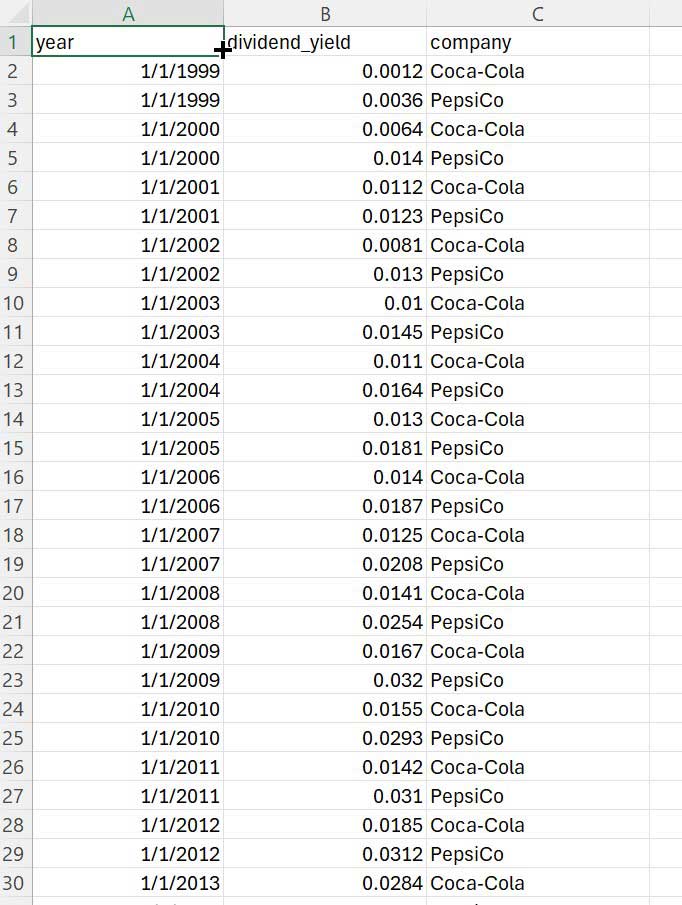 A B C
1 year dividend_yield company
2 1/1/1999 0.0012 Coca-Cola
3 1/1/1999 0.0036 PepsiCo
4 1/1/2000 0.0064 Coca-Cola
5 1/1/2000 0.014 PepsiCo
6 1/1/2001 0.0112 Coca-Cola
7 1/1/2001 0.0123 PepsiCo
8 1/1/2002 0.0081 Coca-Cola
9 1/1/2002 0.013 PepsiCo
10 1/1/2003 0.01 Coca-Cola
11 1/1/2003 0.0145 PepsiCo
12 1/1/2004 0.011 Coca-Cola
13 1/1/2004 0.0164 PepsiCo
14 1/1/2005 0.013 Coca-Cola
15 1/1/2005 0.0181 PepsiCo
16 1/1/2006 0.014 Coca-Cola
17 1/1/2006 0.0187 PepsiCo
18 1/1/2007 0.0125 Coca-Cola
19 1/1/2007 0.0208 PepsiCo
20 1/1/2008 0.0141 Coca-Cola
21 1/1/2008 0.0254 PepsiCo
22 1/1/2009 0.0167 Coca-Cola
23 1/1/2009 0.032 PepsiCo
24 1/1/2010 0.0155 Coca-Cola
25 1/1/2010 0.0293 PepsiCo
26 1/1/2011 0.0142 Coca-Cola
27 1/1/2011 0.031 PepsiCo
28 1/1/2012 0.0185 Coca-Cola
29 1/1/2012 0.0312 PepsiCo
30 1/1/2013 0.0284 Coca-Cola